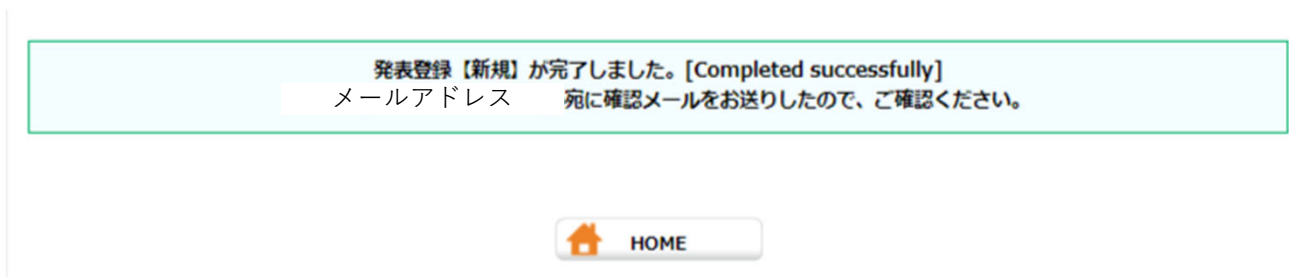 発表登録【新規】が完了しました。[Completed successfully]
メールアドレス 宛に確認メールをお送りしたので、ご確認ください。
HOME